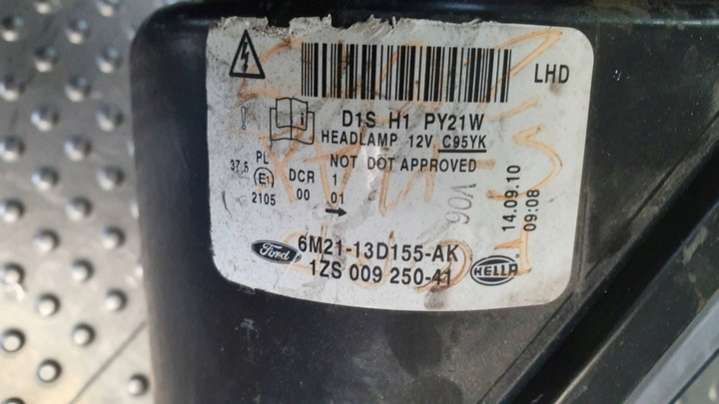 LHD
D1S H1 PY21W
HEADLAMP 12V C95YK
NOT DOT APPROVED
37,5 PL
E1 DCR 1
2105 00 01
90V
14.09.10
09:08
Ford 6M21-13D155-AK
1ZS 009 250-41 HELLA